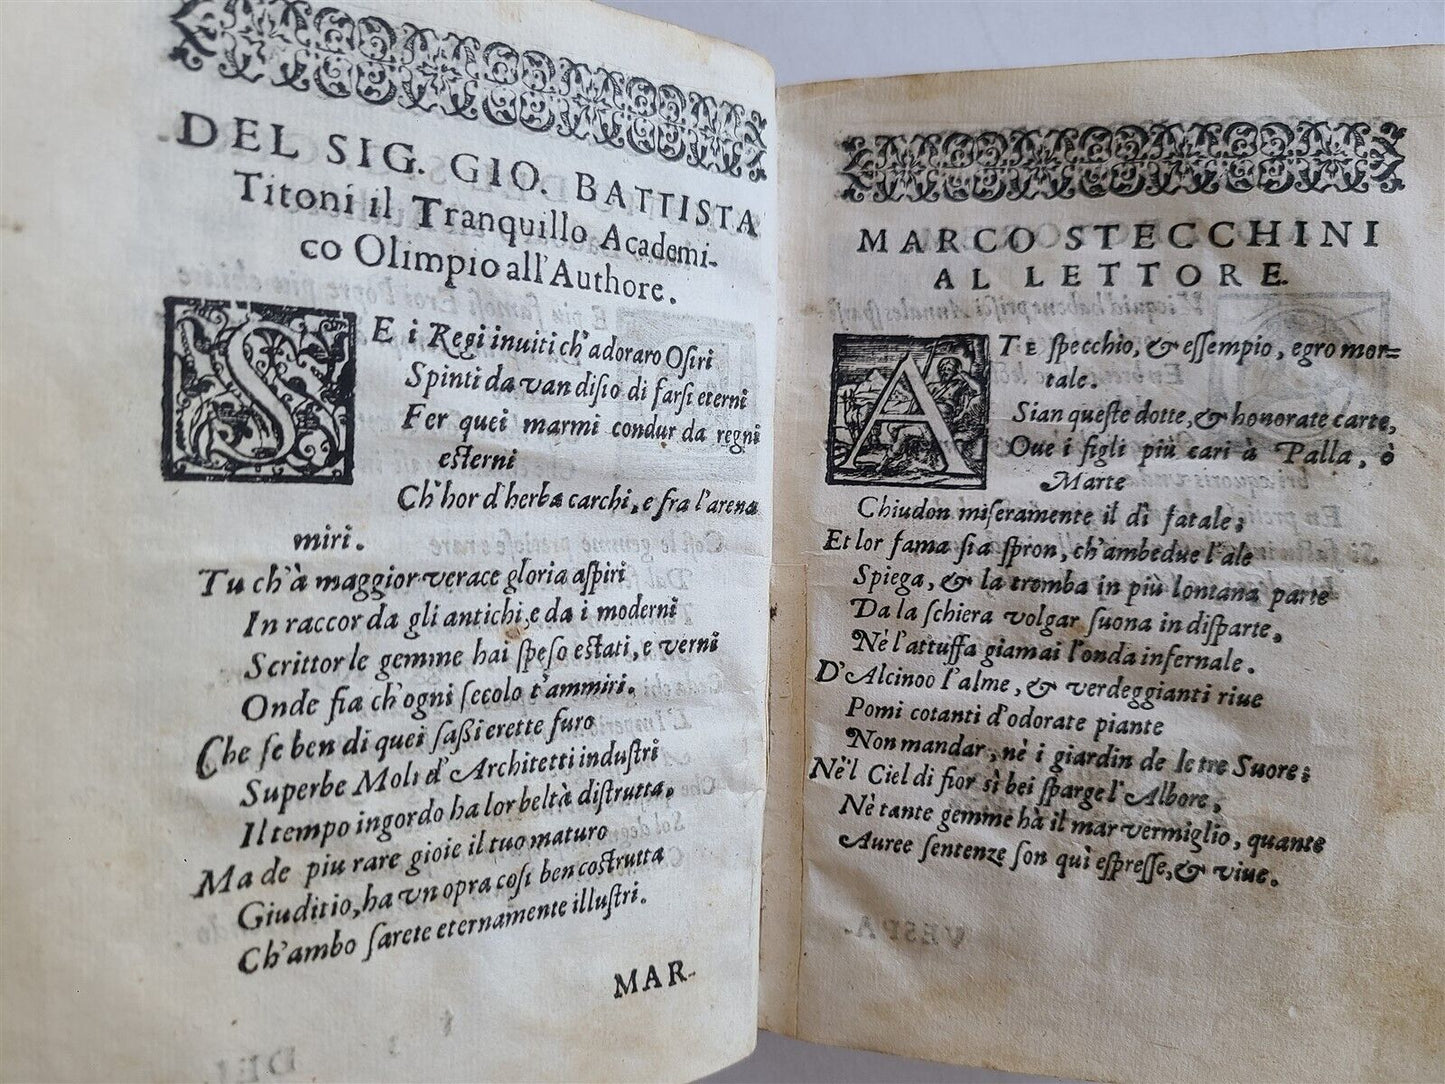 DEL SIG. GIO. BATTISTA
Titoni il Tranquillo Academi-
co Olimpio all'Authore.
SE i Regi inuiti ch'adoraro Osiri
Spinti da van disio di farsi eterni
Fer quei marmi condur da regni
esterni
Ch'hor d'herba carchi, e fra l'arena
miri.
Tu ch'à maggior verace gloria aspiri
In raccor da gli antichi, e da i moderni
Scrittor le gemme hai speso estati, e verni
Onde fia ch'ogni secolo t'ammiri.
Che se ben di quei sassi erette furo
Superbe Moli d'Architetti industri
Il tempo ingordo ha lor beltà distrutta.
Ma de piu rare gioie il tuo maturo
Giuditio, ha vn opra cosi ben costrutta
Ch'ambo sarete eternamente illustri.
MAR-
MARCO STECCHINI
AL LETTORE.
A TE specchio, & essempio, egro mor=
tale.
Sian queste dotte, & honorate carte,
Oue i figli più cari à Palla, ò
Marte
Chiudon miseramente il dì fatale;
Et lor fama sia spron, ch'ambedue l'ale
Spiega, & la tromba in più lontana parte
Da la schiera volgar suona in disparte,
Nè l'attuffa giamai l'onda infernale.
D'Alcinoo l'alme, & verdeggianti riue
Pomi cotanti d'odorate piante
Non mandar, nè i giardin de le tre Suore;
Nè'l Ciel di fior sì bei sparge l'Albore,
Nè tante gemme hà il mar vermiglio, quante
Auree sentenze son quì espresse, & viue.